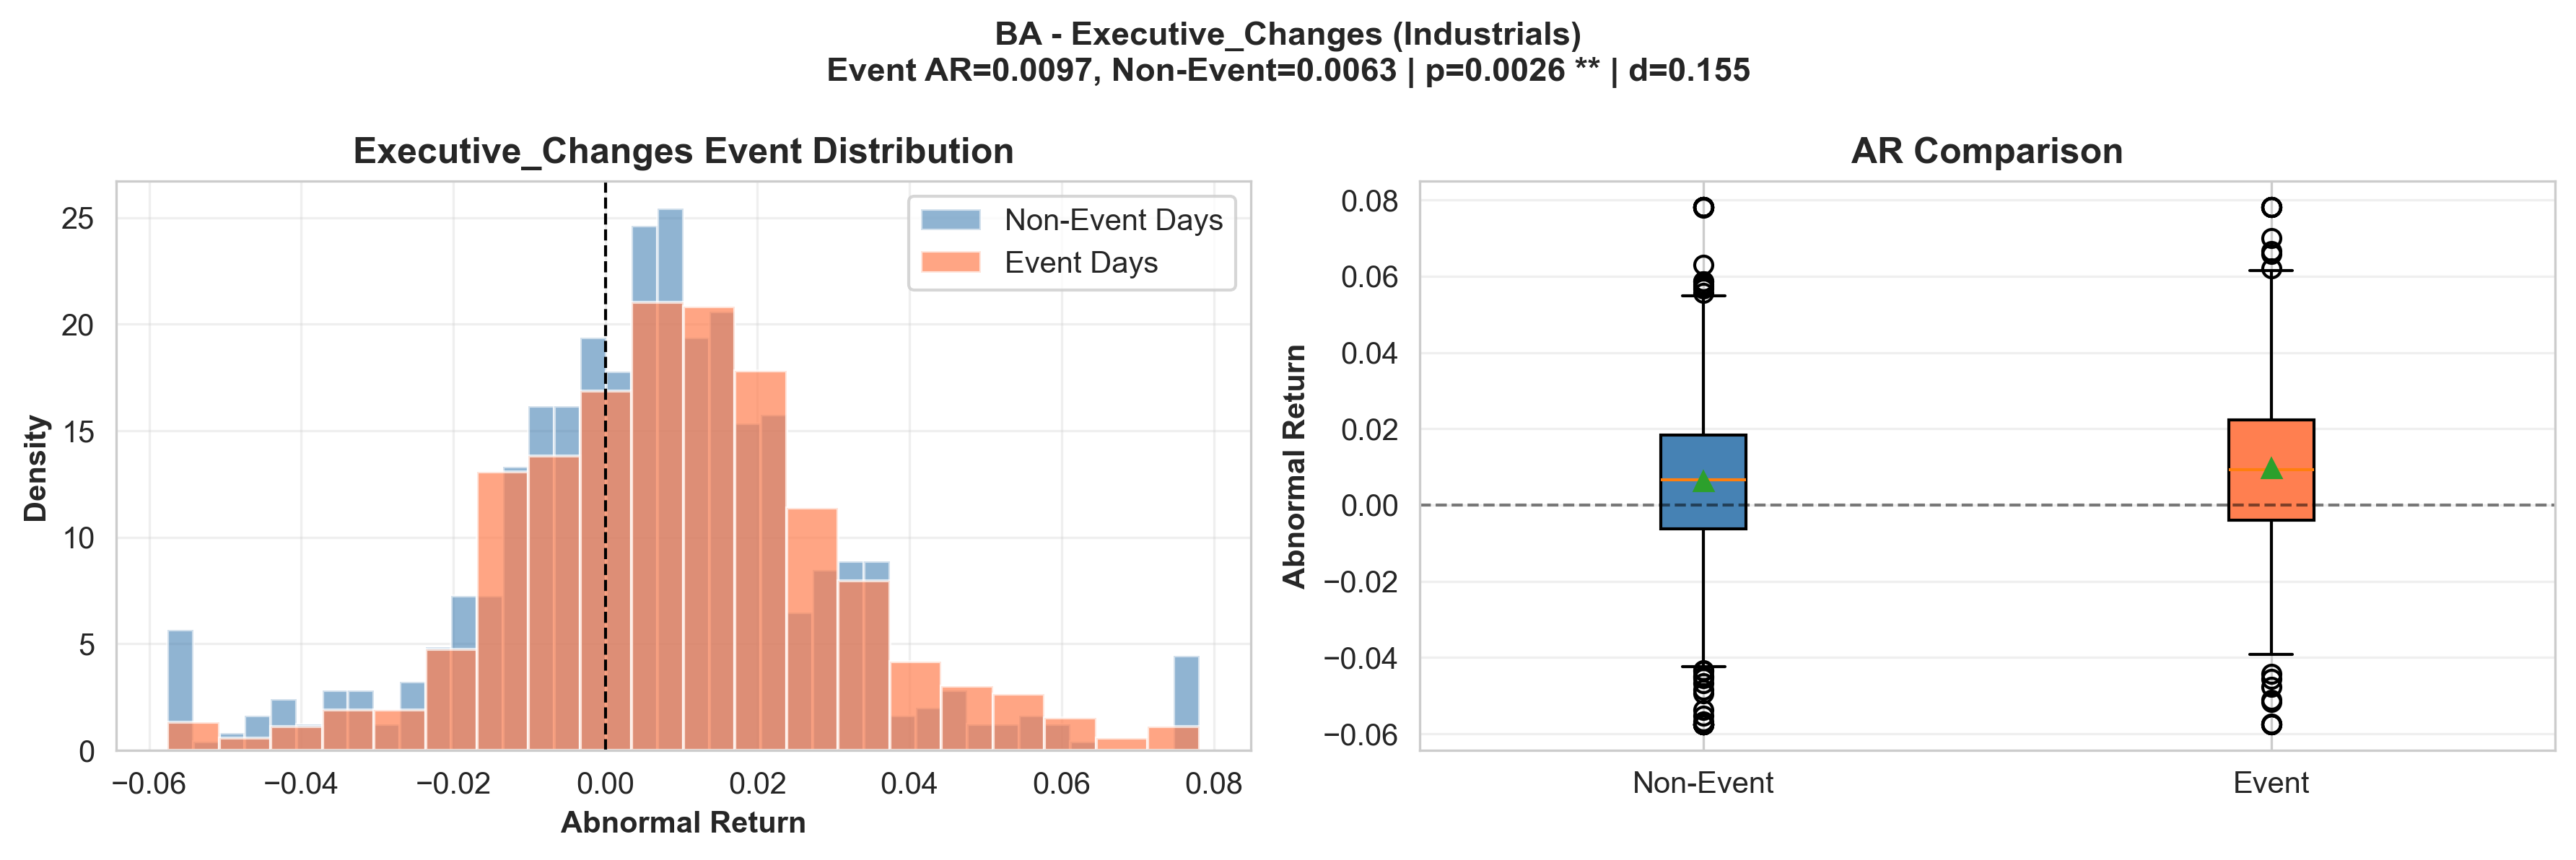 BA - Executive_Changes (Industrials)
Event AR=0.0097, Non-Event=0.0063 | p=0.0026 ** | d=0.155
Executive_Changes Event Distribution
Non-Event Days
Event Days
Density
25
20
15
10
5
0
−0.06
−0.04
−0.02
0.00
0.02
0.04
0.06
0.08
Abnormal Return
AR Comparison
Abnormal Return
0.08
0.06
0.04
0.02
0.00
−0.02
−0.04
−0.06
Non-Event
Event